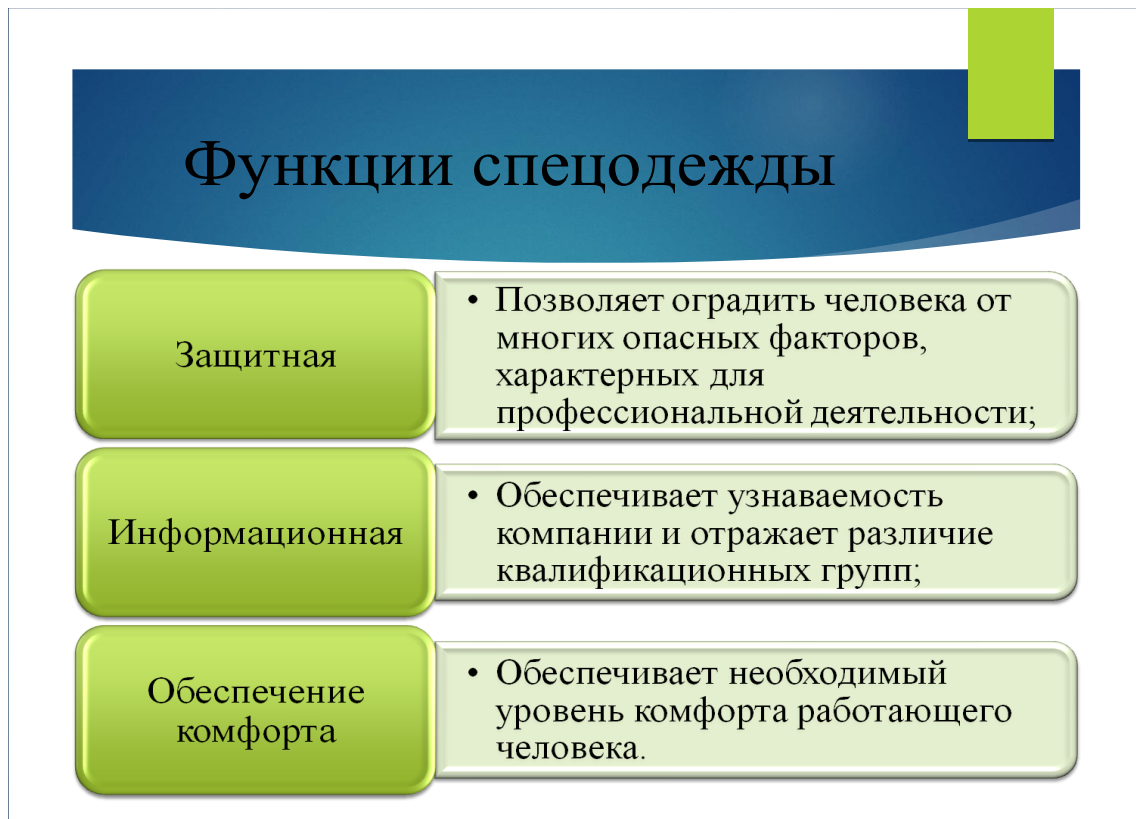 Функции спецодежды
Защитная
• Позволяет оградить человека от
многих опасных факторов,
характерных для
профессиональной деятельности;
Информационная
• Обеспечивает узнаваемость
компании и отражает различие
квалификационных групп;
Обеспечение
комфорта
• Обеспечивает необходимый
уровень комфорта работающего
человека.